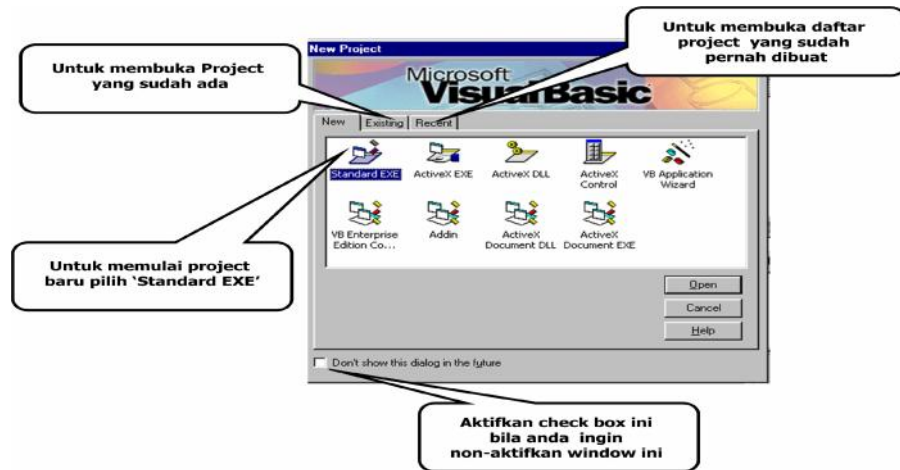 Untuk membuka Project
yang sudah ada
Untuk membuka daftar
project yang sudah
pernah dibuat
New Project
Microsoft
VisualBasic
New
Existing
Recent
Standard EXE
ActiveX EXE
ActiveX DLL
ActiveX
Control
VB Application
Wizard
VB Enterprise
Edition Co...
Addin
ActiveX
Document DLL
ActiveX
Document EXE
Untuk memulai project
baru pilih ‘Standard EXE’
Open
Cancel
Help
Don't show this dialog in the future
Aktifkan check box ini
bila anda ingin
non-aktifkan window ini